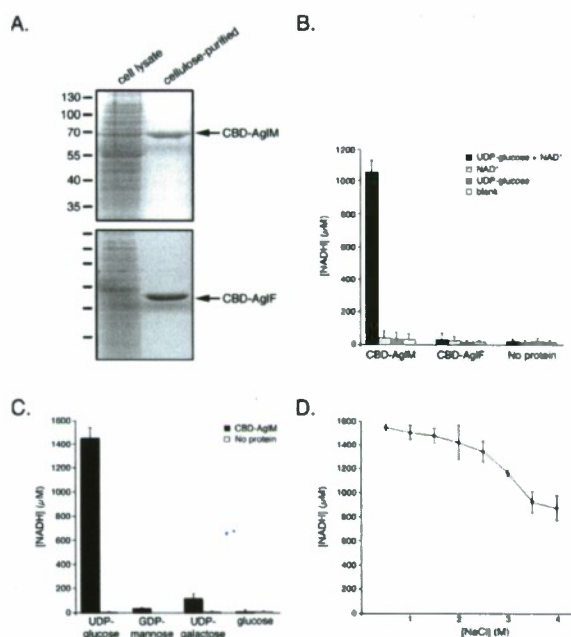 A.
cell lysate
cellulose-purified
130
100
70
55
40
35
CBD-AglM
CBD-AglF
B.
1200
1000
800
600
400
200
0
[NADH] (μM)
UDP-glucose + NAD⁺
NAD⁺
UDP-glucose
blank
CBD-AglM
CBD-AglF
No protein
C.
1600
1400
1200
1000
800
600
400
200
0
[NADH] (μM)
CBD-AglM
No protein
UDP-
glucose
GDP-
mannose
UDP-
galactose
glucose
D.
1600
1400
1200
1000
800
600
400
200
0
[NADH] (μM)
1
2
3
4
[NaCl] (M)